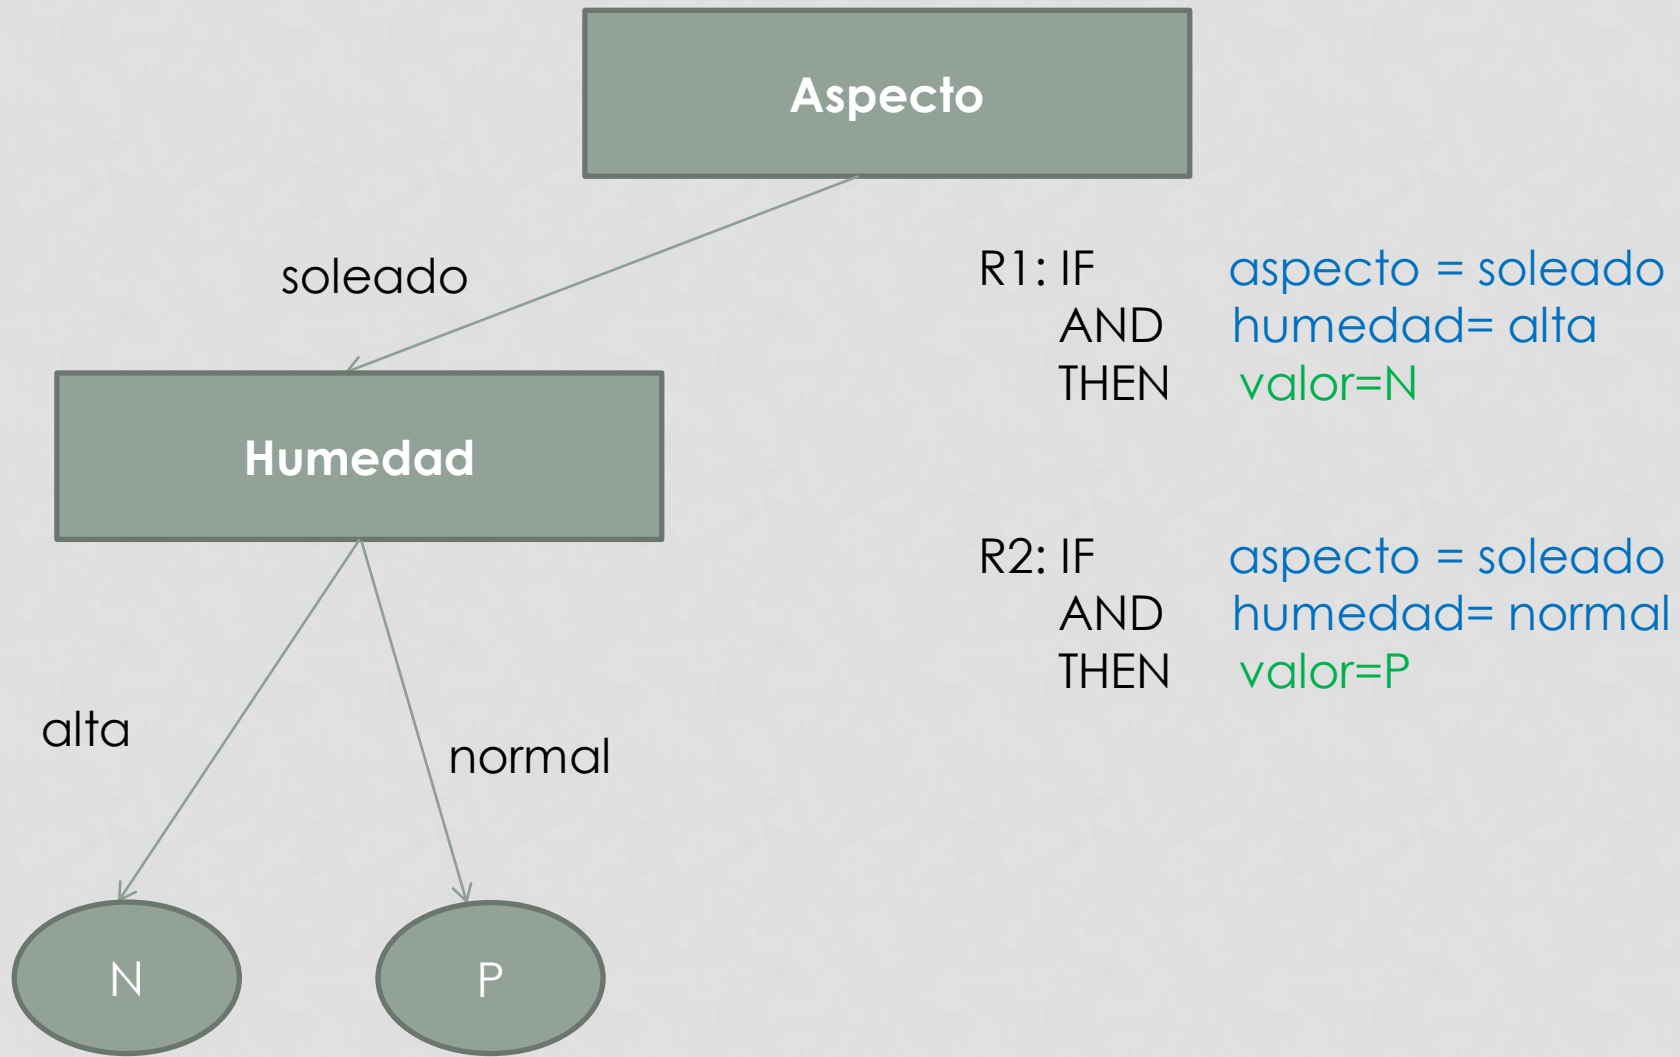 Aspecto
soleado
Humedad
alta
normal
N
P
R1: IF aspecto = soleado
AND humedad= alta
THEN valor=N
R2: IF aspecto = soleado
AND humedad= normal
THEN valor=P